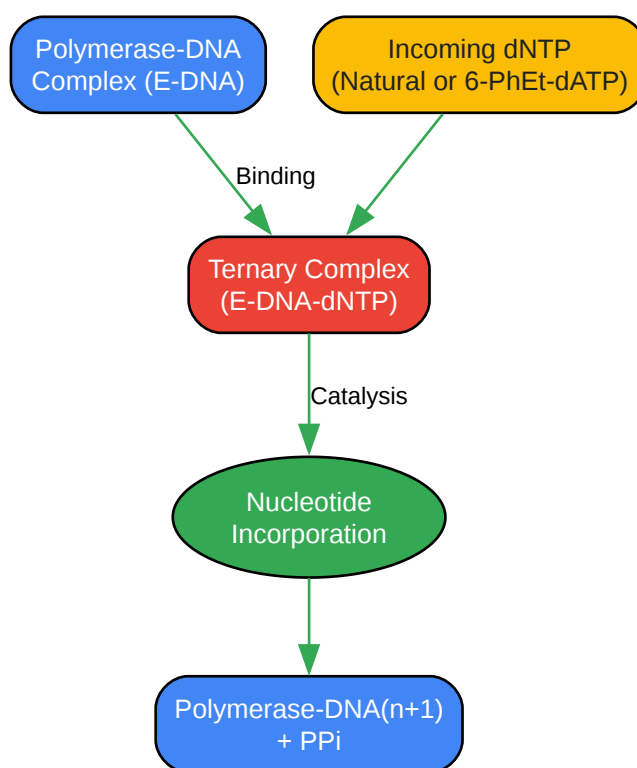 Polymerase-DNA
Complex (E-DNA)
Incoming dNTP
(Natural or 6-PhEt-dATP)
Binding
Ternary Complex
(E-DNA-dNTP)
Catalysis
Nucleotide
Incorporation
Polymerase-DNA(n+1)
+ PPi